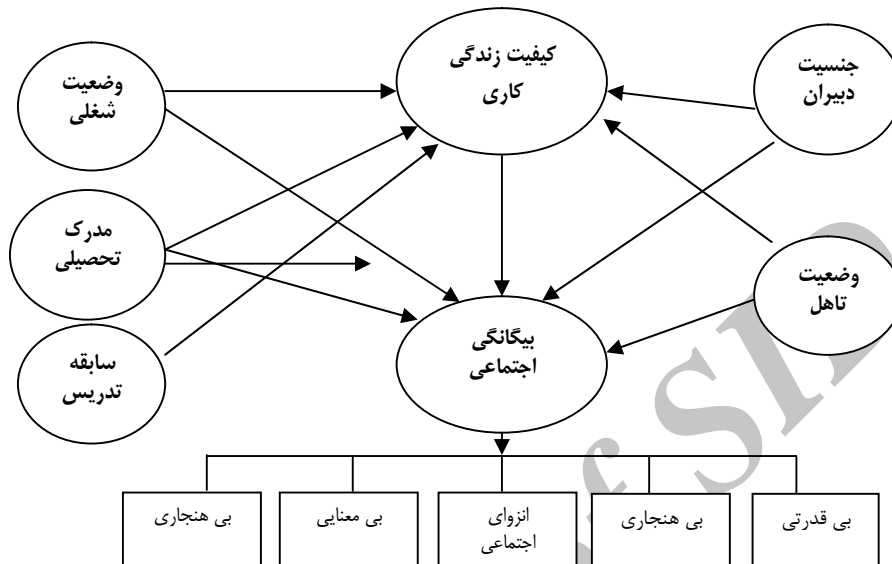 کیفیت زندگی
کاری
جنسیت
دبیران
وضعیت
شغلی
مدرک
تحصیلی
وضعیت
تاهل
بیگانگی
اجتماعی
سابقه
تدریس
بی قدرتی
بی هنجاری
انزوای
اجتماعی
بی معنایی
بی هنجاری
f SID